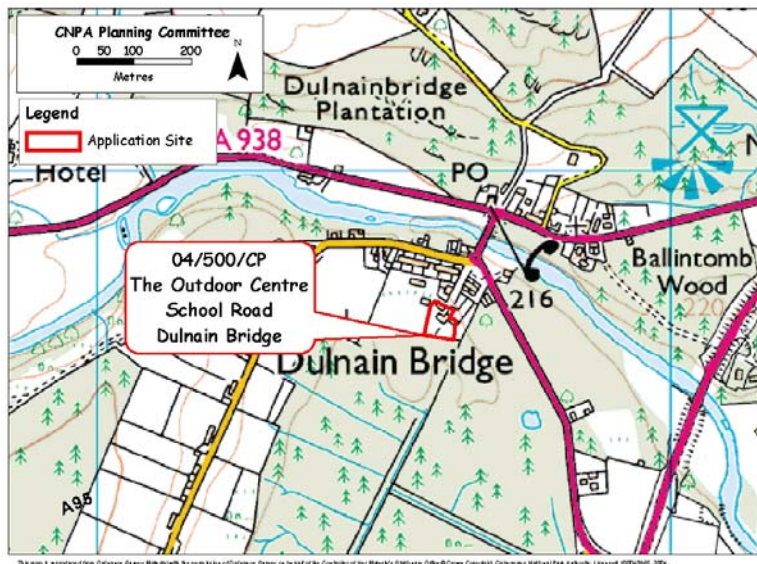 CNPA Planning Committee
0 50 100 200
Metres
N
Legend
Application Site
Dulnainbridge
Plantation
A 938
Hotel
PO
N
04/500/CP
The Outdoor Centre
School Road
Dulnain Bridge
216
Ballintomb
Wood
220
Dulnain Bridge
A95